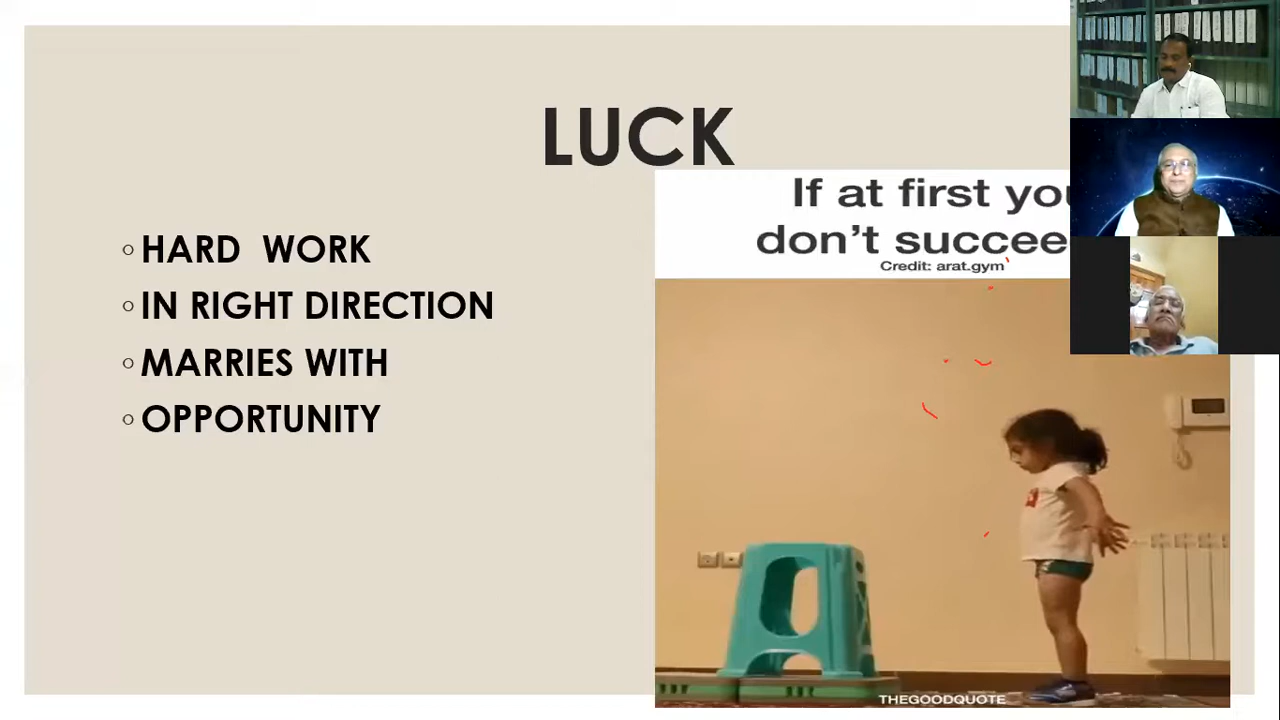 LUCK
If at first you
don't succee
Credit: arat.gym
HARD WORK
IN RIGHT DIRECTION
MARRIES WITH
OPPORTUNITY
THEGOODQUOTE